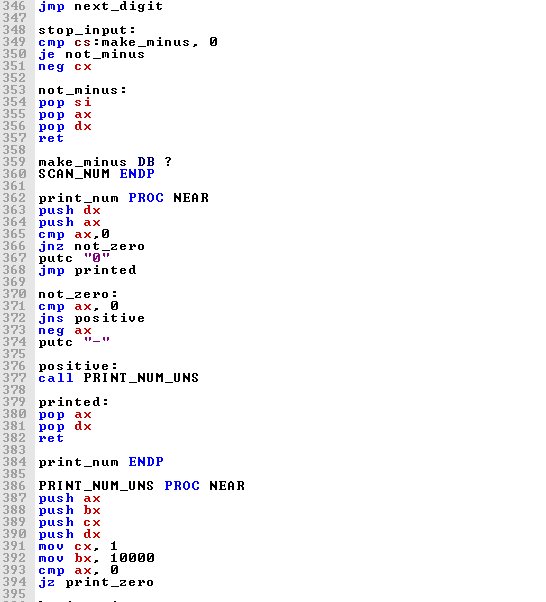 346 jmp next_digit
347
348 stop_input:
349 cmp cs:make_minus, 0
350 je not_minus
351 neg cx
352
353 not_minus:
354 pop si
355 pop ax
356 pop dx
357 ret
358
359 make_minus DB ?
360 SCAN_NUM ENDP
361
362 print_num PROC NEAR
363 push dx
364 push ax
365 cmp ax,0
366 jnz not_zero
367 putc "0"
368 jmp printed
369
370 not_zero:
371 cmp ax, 0
372 jns positive
373 neg ax
374 putc "-"
375
376 positive:
377 call PRINT_NUM_UNS
378
379 printed:
380 pop ax
381 pop dx
382 ret
383
384 print_num ENDP
385
386 PRINT_NUM_UNS PROC NEAR
387 push ax
388 push bx
389 push cx
390 push dx
391 mov cx, 1
392 mov bx, 10000
393 cmp ax, 0
394 jz print_zero
395